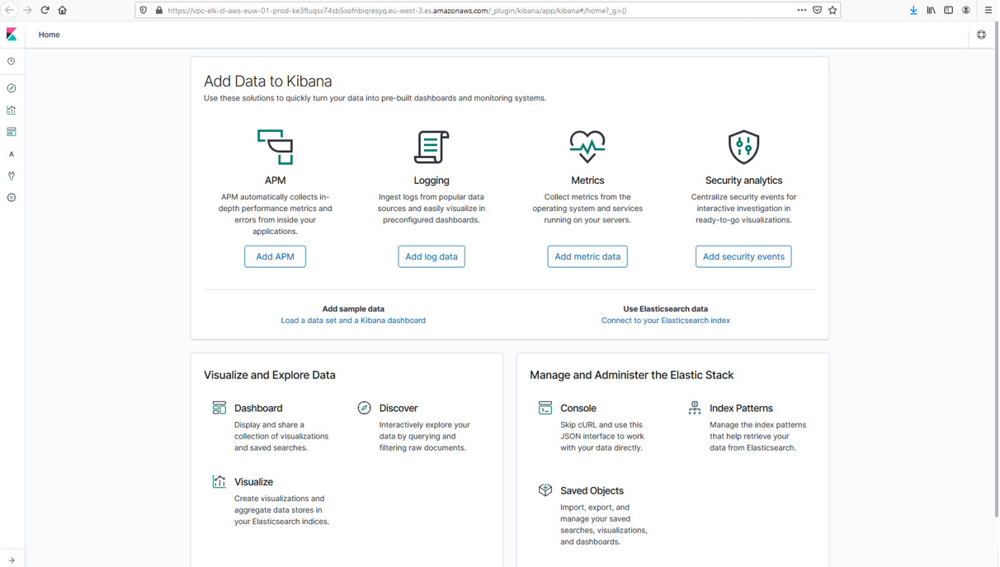 https://vpc-elk-cl-aws-euw-01-prod-ke3fluqsx74sb5xofnbiqresyq.eu-west-3.es.amazonaws.com/_plugin/kibana/app/kibana#/home?_g=()
Home
Add Data to Kibana
Use these solutions to quickly turn your data into pre-built dashboards and monitoring systems.
APM
APM automatically collects in-
depth performance metrics and
errors from inside your
applications.
Add APM
Logging
Ingest logs from popular data
sources and easily visualize in
preconfigured dashboards.
Add log data
Metrics
Collect metrics from the
operating system and services
running on your servers.
Add metric data
Security analytics
Centralize security events for
interactive investigation in
ready-to-go visualizations.
Add security events
Add sample data
Load a data set and a Kibana dashboard
Use Elasticsearch data
Connect to your Elasticsearch index
Visualize and Explore Data
Dashboard
Display and share a
collection of visualizations
and saved searches.
Discover
Interactively explore your
data by querying and
filtering raw documents.
Visualize
Create visualizations and
aggregate data stores in
your Elasticsearch indices.
Manage and Administer the Elastic Stack
Console
Skip cURL and use this
JSON interface to work
with your data directly.
Index Patterns
Manage the index patterns
that help retrieve your
data from Elasticsearch.
Saved Objects
Import, export, and
manage your saved
searches, visualizations,
and dashboards.
A